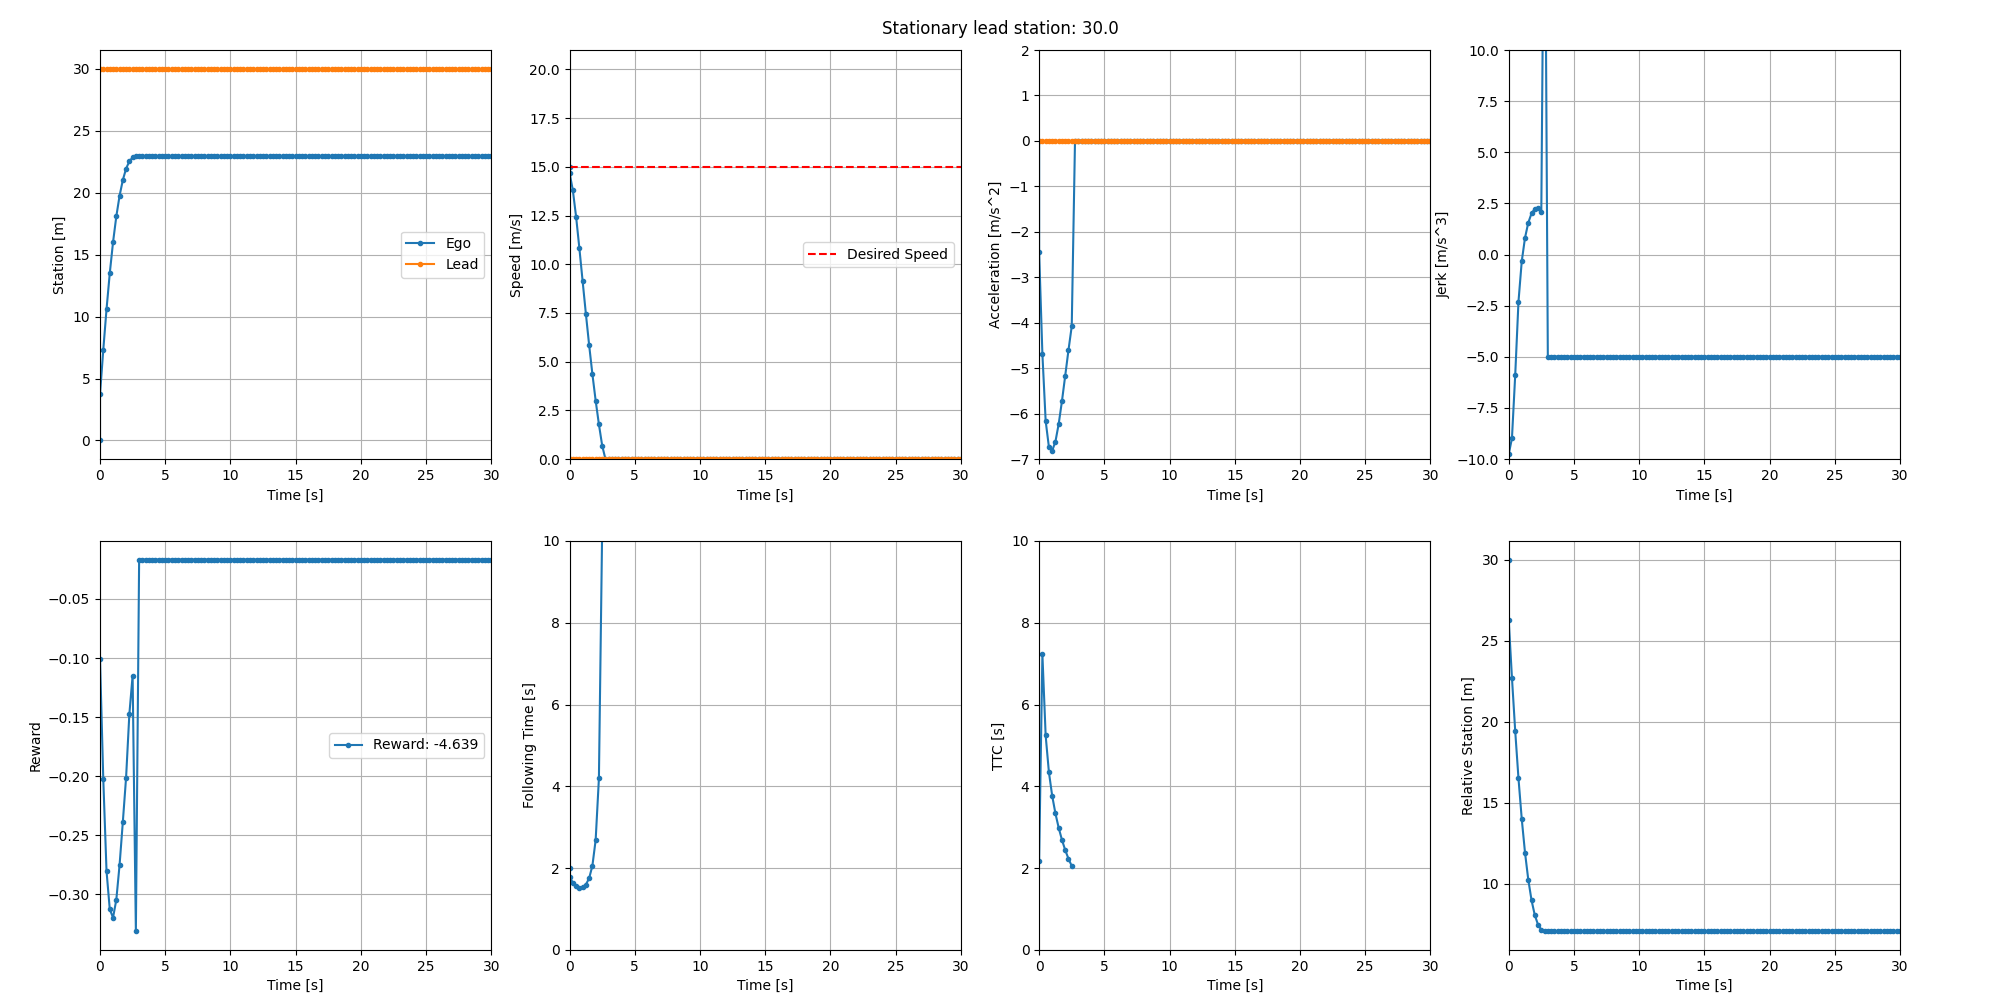 Stationary lead station: 30.0
30
25
20
15
10
5
0
Station [m]
Ego
Lead
0 5 10 15 20 25 30
Time [s]
20.0
17.5
15.0
12.5
10.0
7.5
5.0
2.5
0.0
Speed [m/s]
Desired Speed
0 5 10 15 20 25 30
Time [s]
2
1
0
−1
−2
−3
−4
−5
−6
−7
Acceleration [m/s^2]
0 5 10 15 20 25 30
Time [s]
10.0
7.5
5.0
2.5
0.0
−2.5
−5.0
−7.5
−10.0
Jerk [m/s^3]
0 5 10 15 20 25 30
Time [s]
−0.05
−0.10
−0.15
−0.20
−0.25
−0.30
Reward
Reward: -4.639
0 5 10 15 20 25 30
Time [s]
10
8
6
4
2
0
Following Time [s]
0 5 10 15 20 25 30
Time [s]
10
8
6
4
2
0
TTC [s]
0 5 10 15 20 25 30
Time [s]
30
25
20
15
10
Relative Station [m]
0 5 10 15 20 25 30
Time [s]